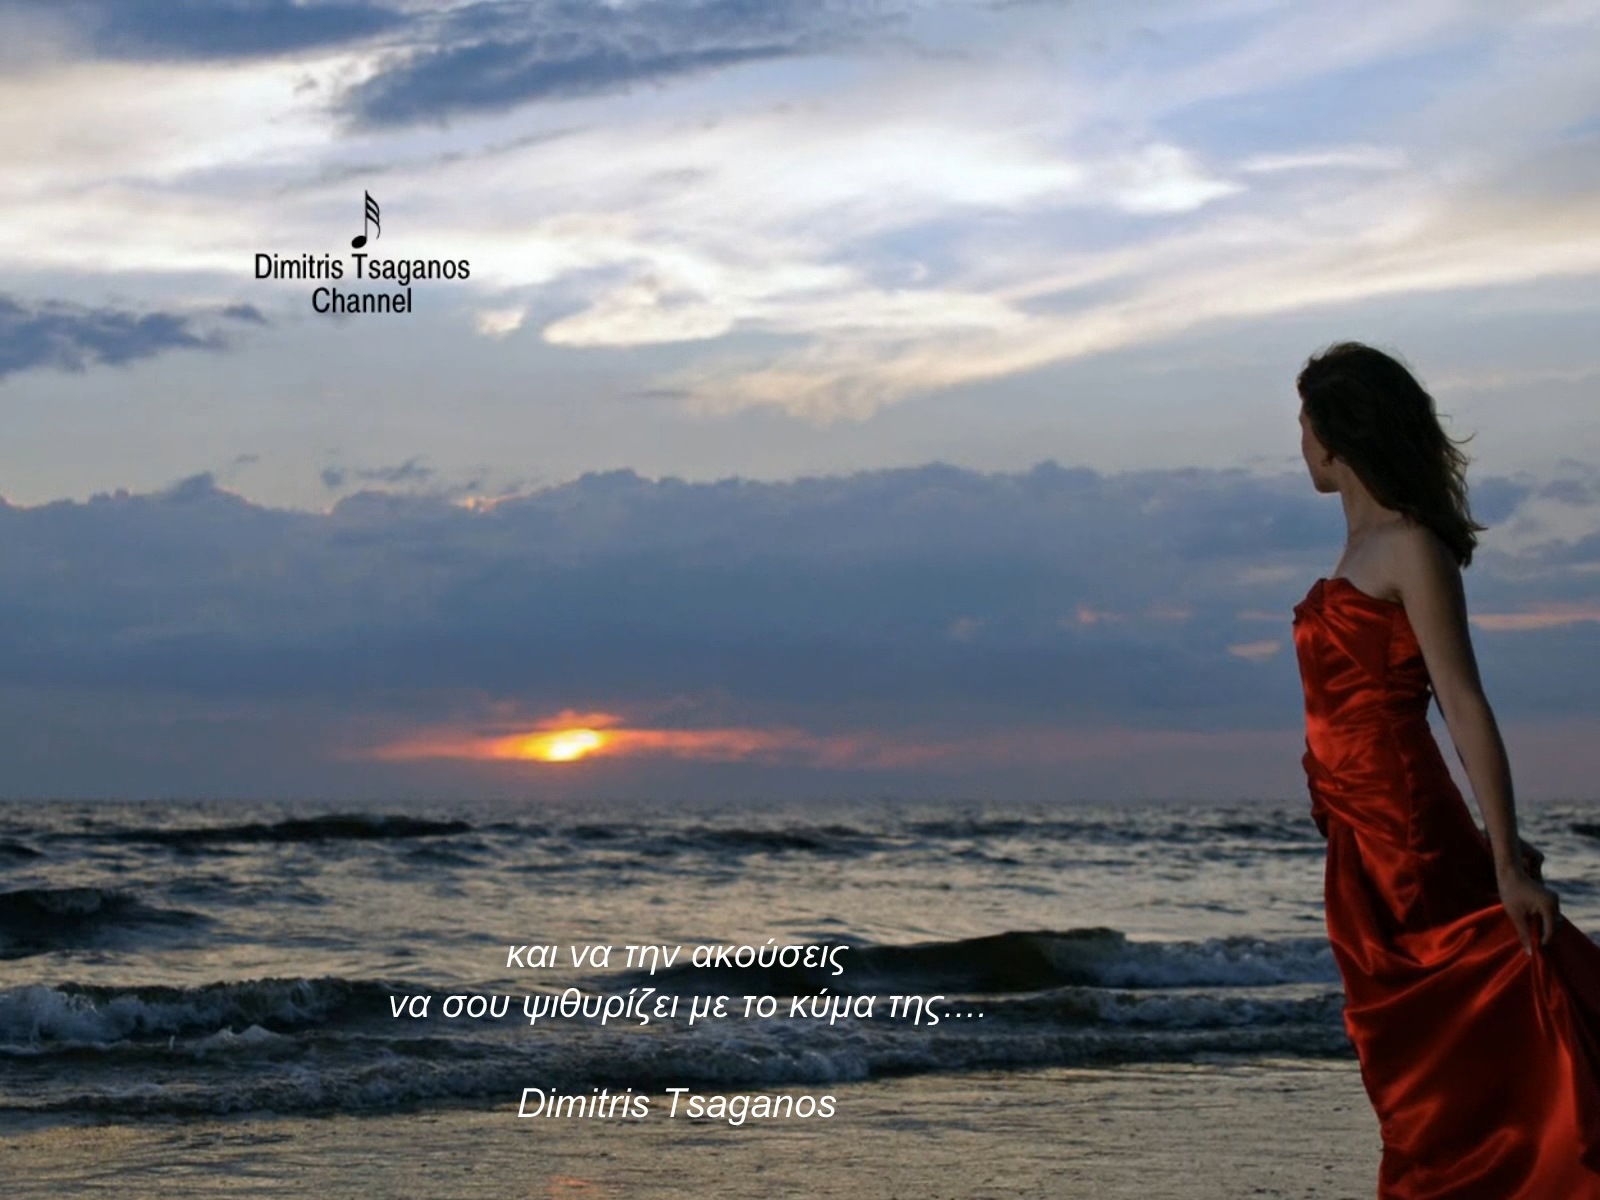 Dimitris Tsaganos
Channel
και να την ακούσεις
να σου ψιθυρίζει με το κύμα της....
Dimitris Tsaganos